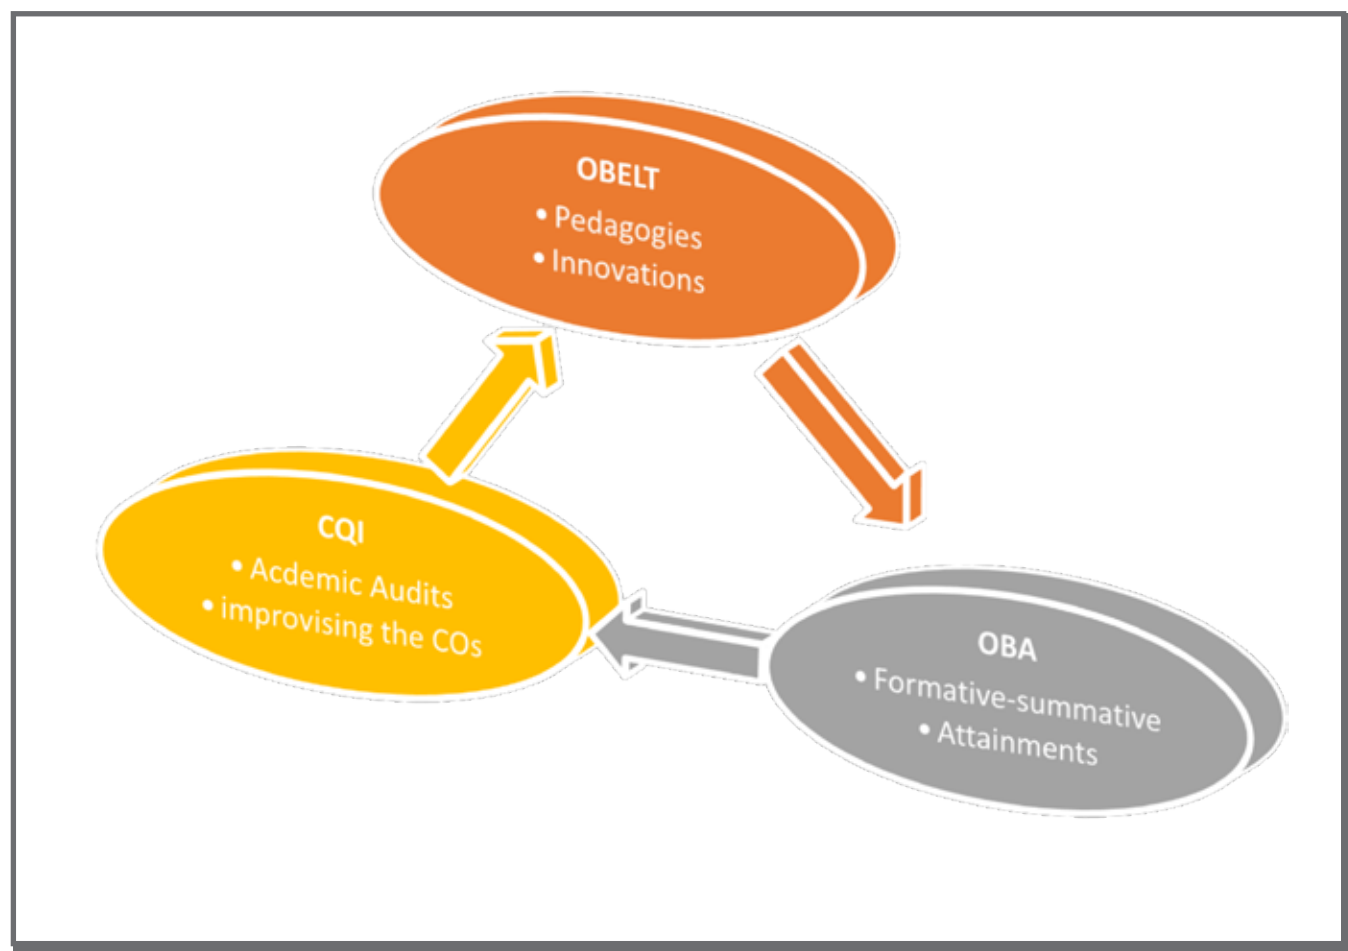 OBELT
• Pedagogies
• Innovations
CQI
• Acdemic Audits
• improvising the COs
OBA
• Formative-summative
• Attainments